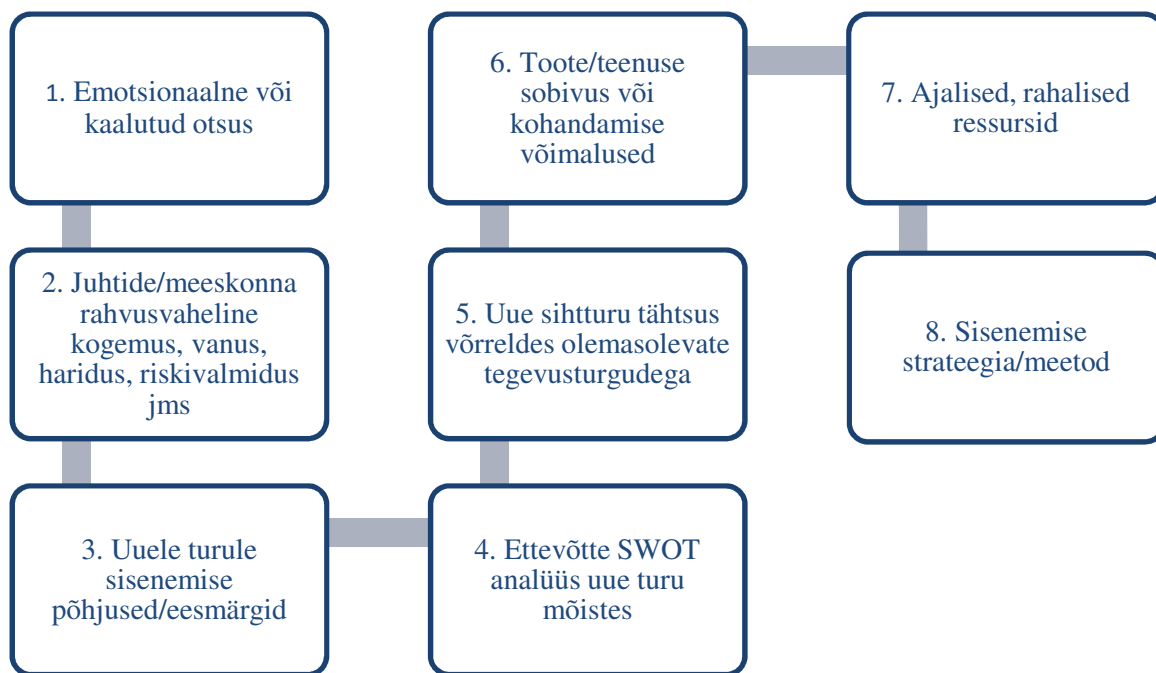 1. Emotsionaalne või
kaalutud otsus
2. Juhtide/meeskonna
rahvusvaheline
kogemus, vanus,
haridus, riskivalmidus
jms
3. Uuele turule
sisenemise
põhjused/eesmärgid
4. Ettevõtte SWOT
analüüs uue turu
mõistes
5. Uue sihtturu tähtsus
võrreldes olemasolevate
tegevusturgudega
6. Toote/teenuse
sobivus või
kohandamise
võimalused
7. Ajalised, rahalised
ressursid
8. Sisenemise
strateegia/meetod